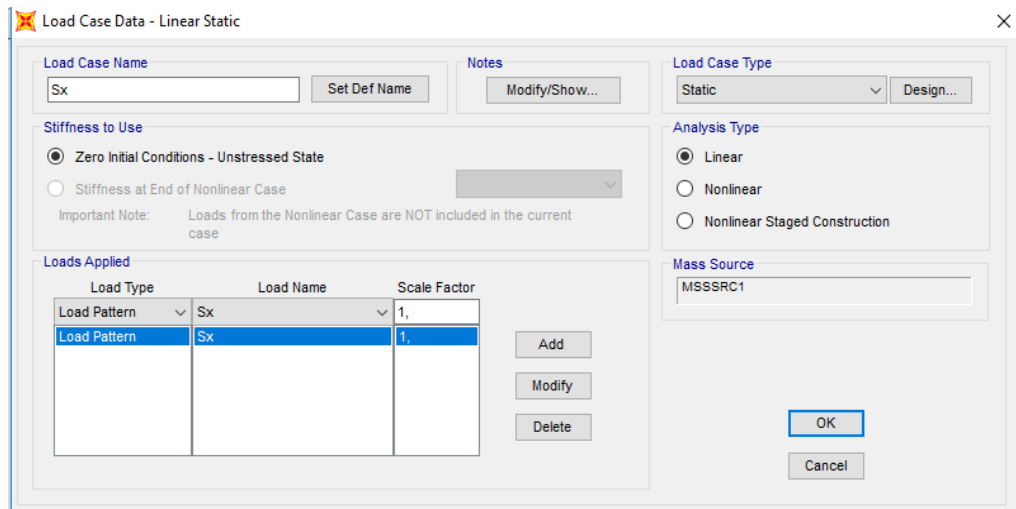 Load Case Data - Linear Static
Load Case Name
Sx
Set Def Name
Notes
Modify/Show...
Load Case Type
Static
Design...
Stiffness to Use
Zero Initial Conditions - Unstressed State
Stiffness at End of Nonlinear Case
Important Note: Loads from the Nonlinear Case are NOT included in the current
case
Analysis Type
Linear
Nonlinear
Nonlinear Staged Construction
Loads Applied
Load Type Load Name Scale Factor
Load Pattern Sx 1,
Load Pattern Sx 1,
Add
Modify
Delete
Mass Source
MSSSRC1
OK
Cancel